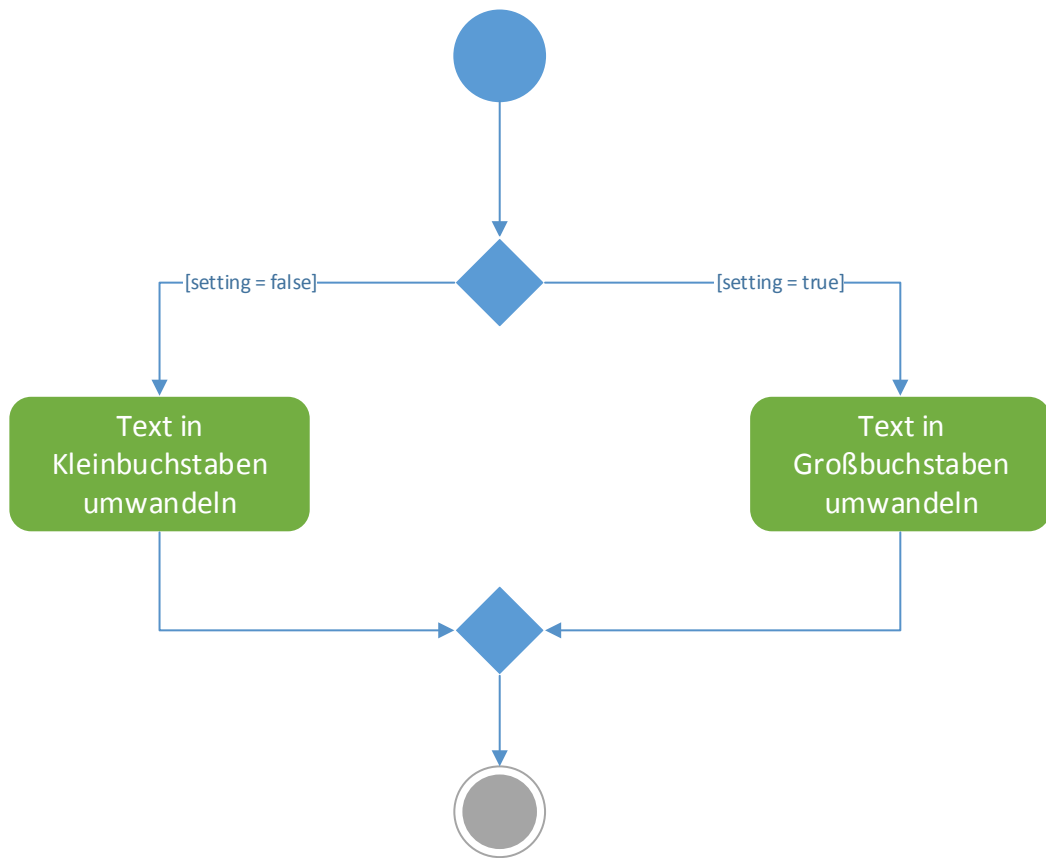 [setting = false]
[setting = true]
Text in
Kleinbuchstaben
umwandeln
Text in
Großbuchstaben
umwandeln